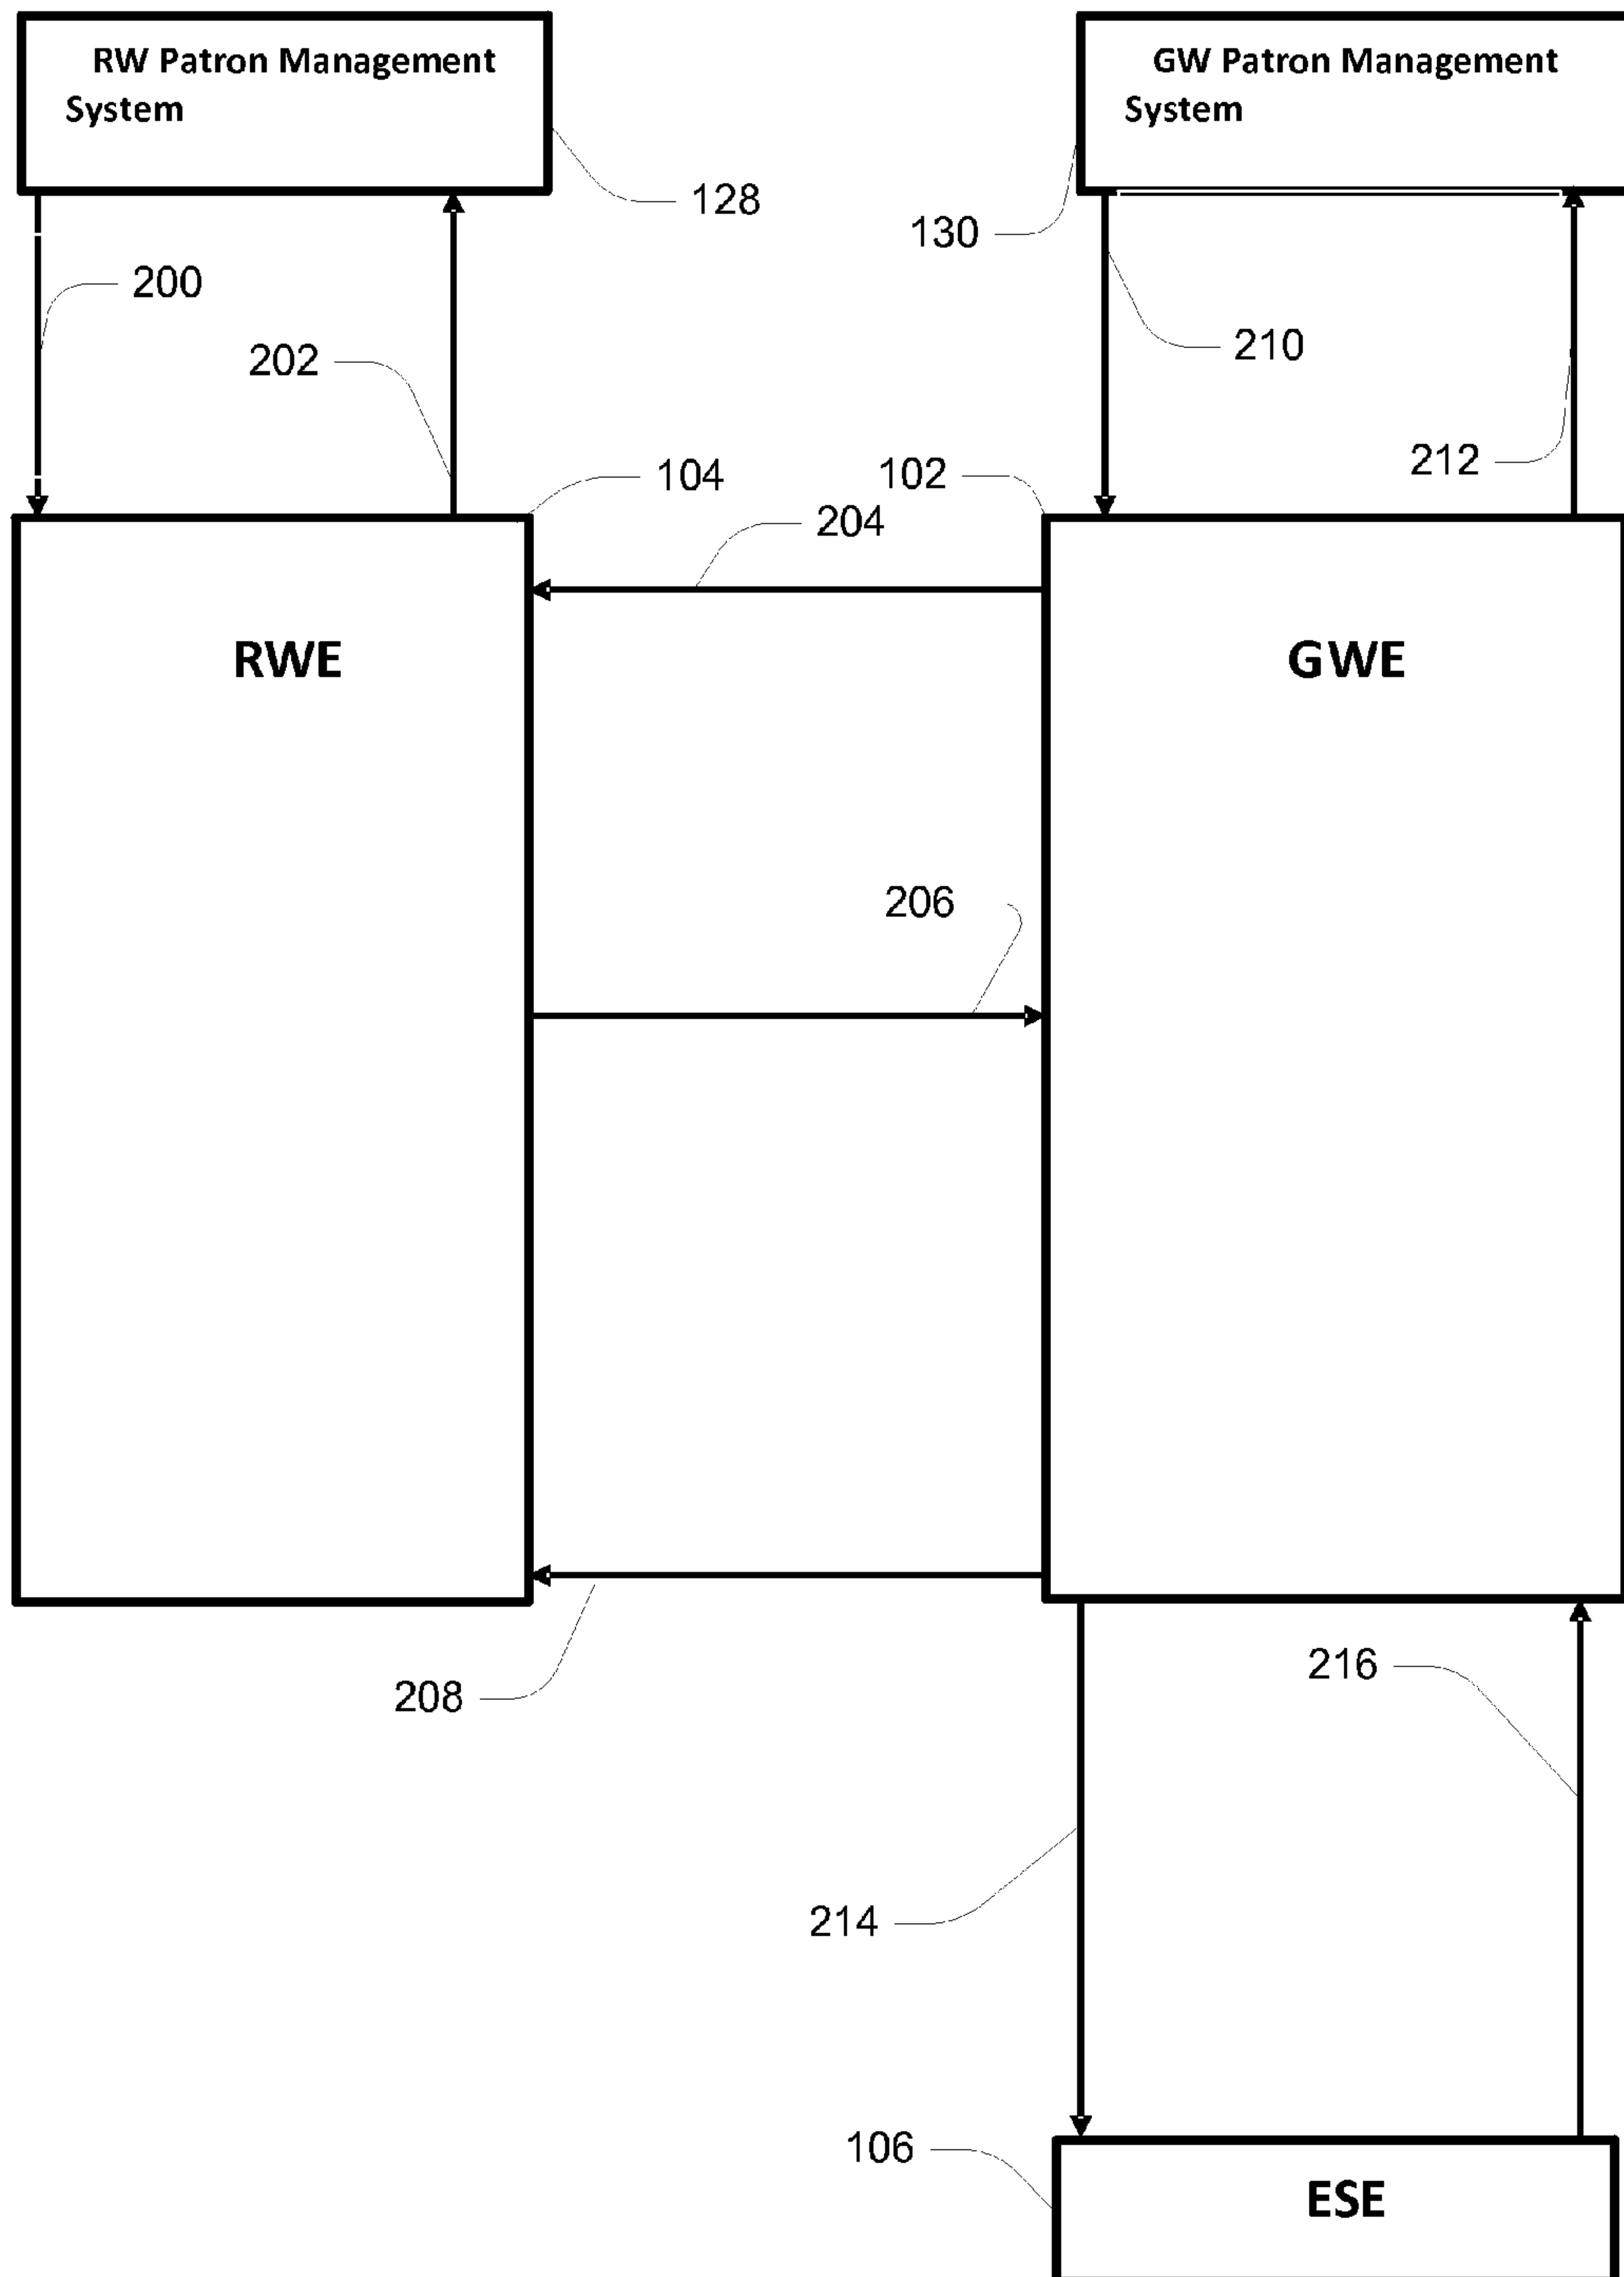 RW Patron Management
System
GW Patron Management
System
128
130
200
202
210
212
104
102
204
RWE
GWE
206
208
216
214
106
ESE